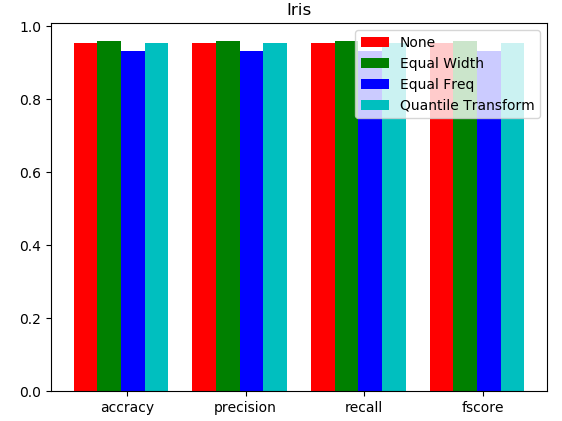 Iris
1.0
0.8
0.6
0.4
0.2
0.0
None
Equal Width
Equal Freq
Quantile Transform
accracy precision recall fscore